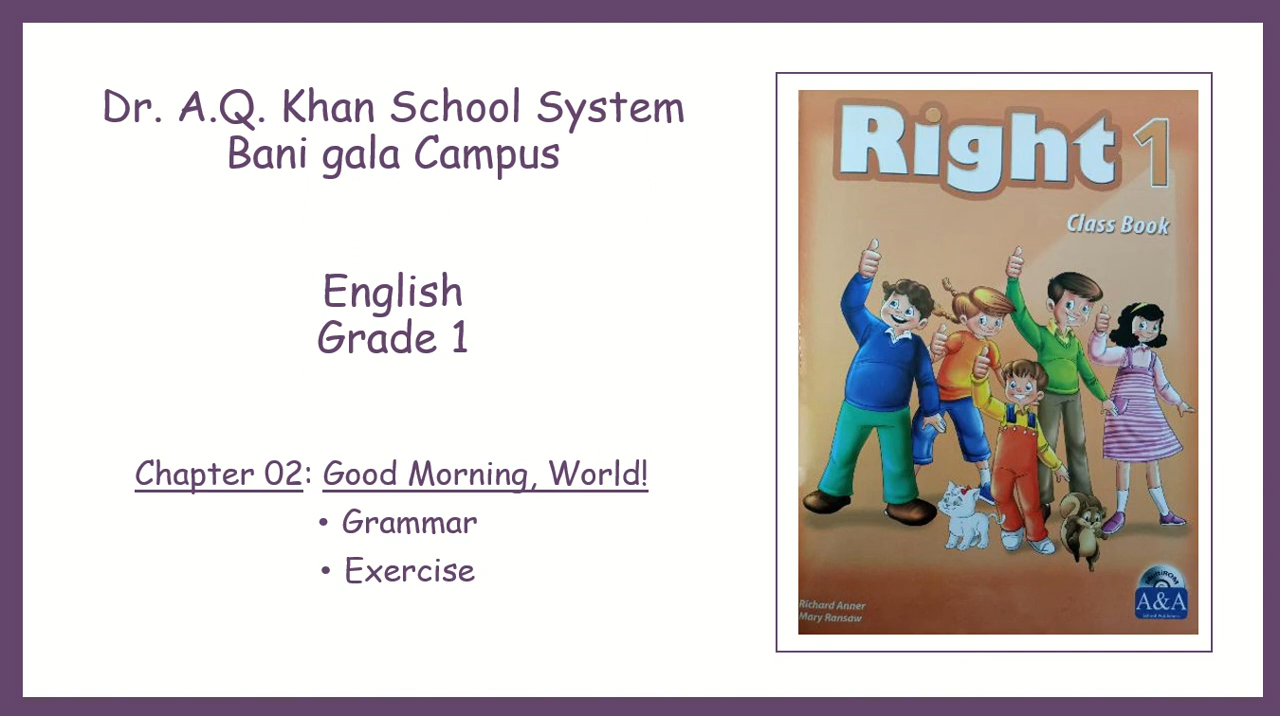 Dr. A.Q. Khan School System
Bani gala Campus
English
Grade 1
Chapter 02: Good Morning, World!
• Grammar
• Exercise
Right 1
Class Book
Richard Anner
Mary Ransaw
A&A